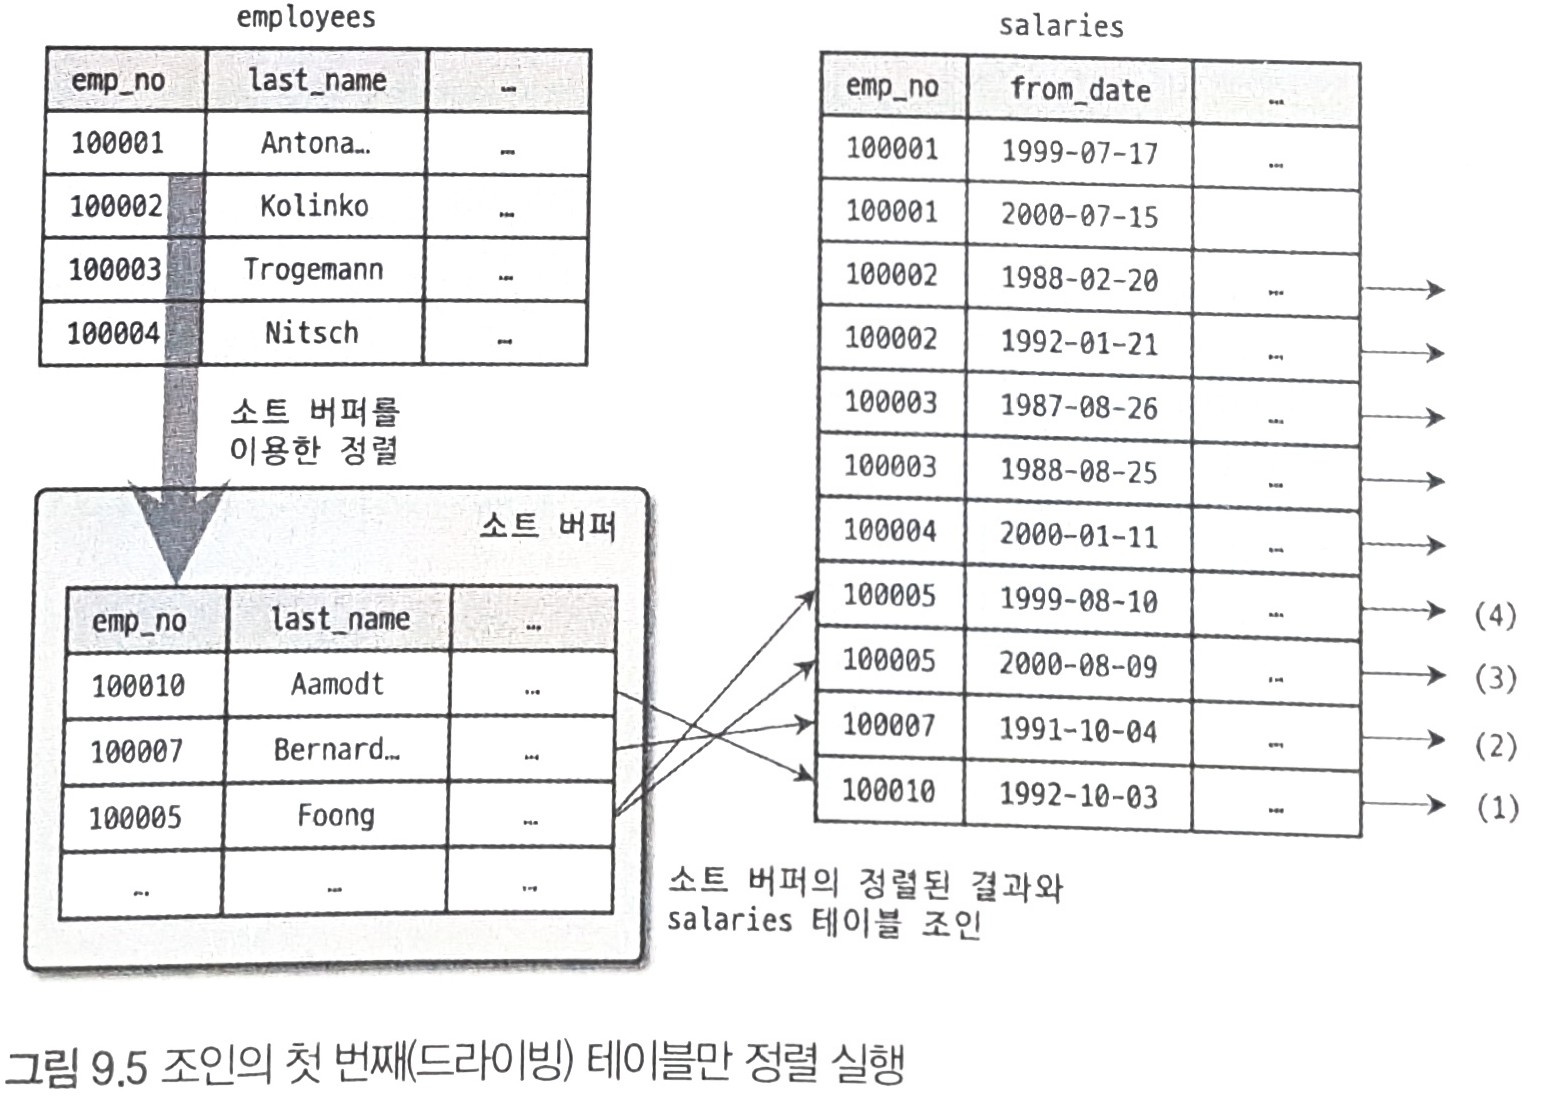 employees
emp_no last_name …
100001 Antona… …
100002 Kolinko …
100003 Trogemann …
100004 Nitsch …
소트 버퍼를
이용한 정렬
소트 버퍼
emp_no last_name …
100010 Aamodt …
100007 Bernard… …
100005 Foong …
… … …
salaries
emp_no from_date …
100001 1999-07-17 …
100001 2000-07-15
100002 1988-02-20 …
100002 1992-01-21 …
100003 1987-08-26 …
100003 1988-08-25 …
100004 2000-01-11 …
100005 1999-08-10 … (4)
100005 2000-08-09 … (3)
100007 1991-10-04 … (2)
100010 1992-10-03 … (1)
소트 버퍼의 정렬된 결과와
salaries 테이블 조인
그림 9.5 조인의 첫 번째(드라이빙) 테이블만 정렬 실행